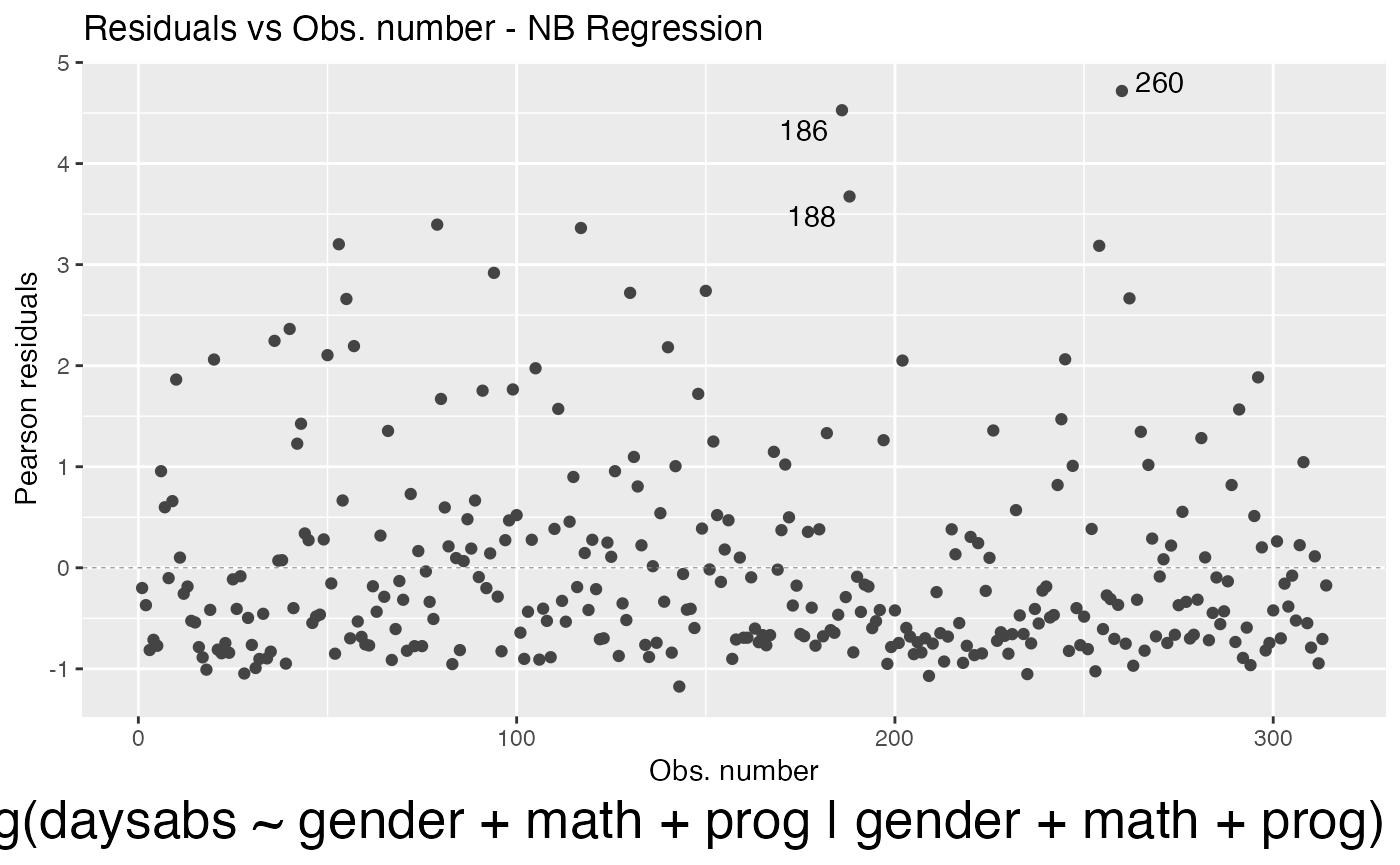 Residuals vs Obs. number - NB Regression
5
4
3
2
1
0
-1
Pearson residuals
260
186
188
0 100 200 300
Obs. number
g(daysabs ~ gender + math + prog | gender + math + prog)